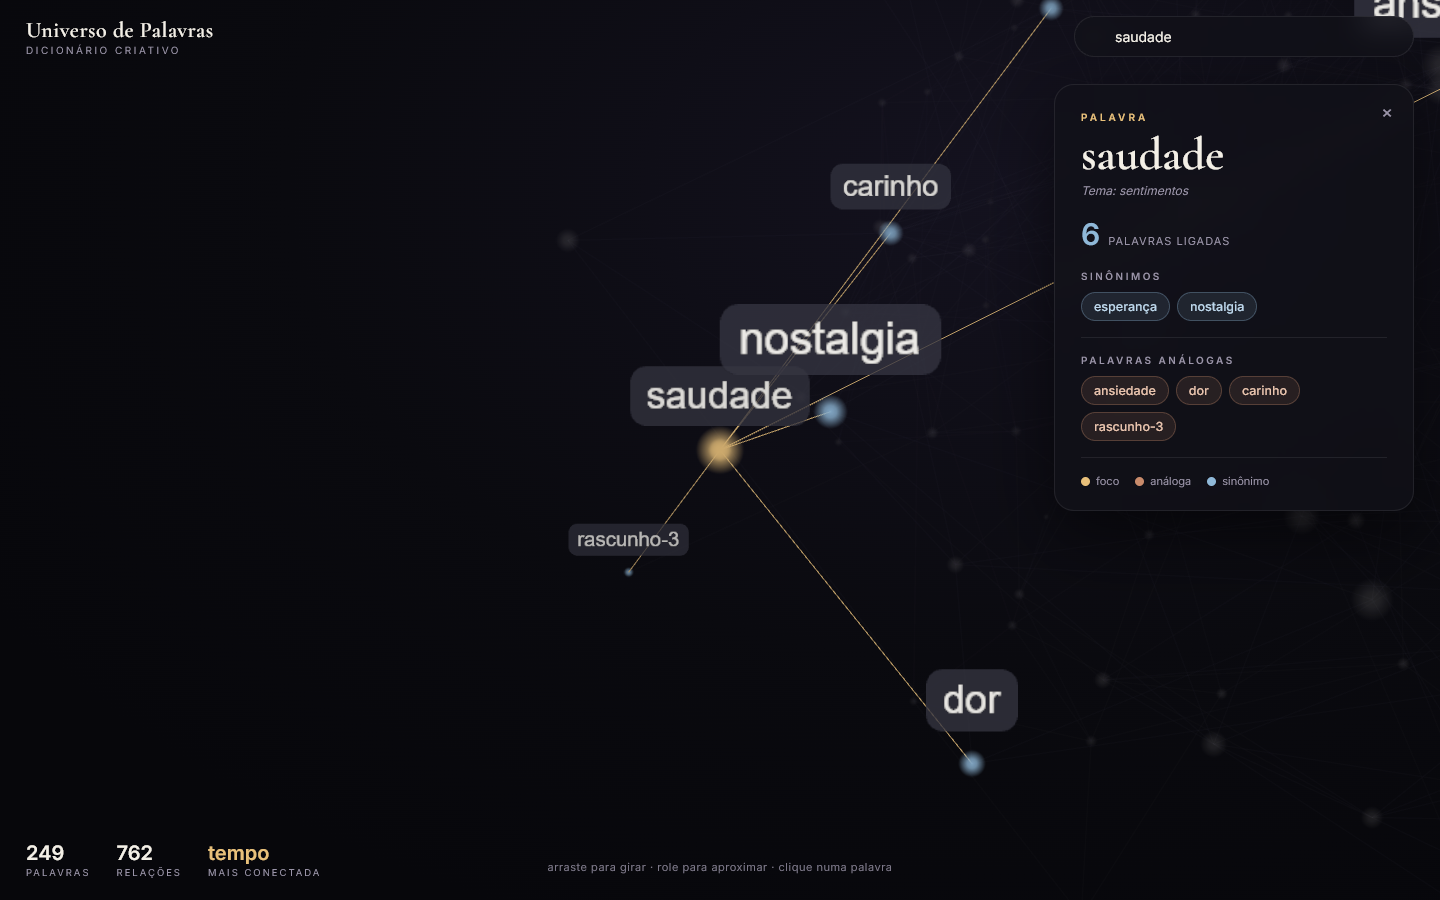 Universo de Palavras
DICIONÁRIO CRIATIVO
ans
saudade
PALAVRA
×
saudade
Tema: sentimentos
6 PALAVRAS LIGADAS
SINÔNIMOS
esperança nostalgia
PALAVRAS ANÁLOGAS
ansiedade dor carinho
rascunho-3
foco análoga sinônimo
carinho
nostalgia
saudade
rascunho-3
dor
249 762 tempo
PALAVRAS RELAÇÕES MAIS CONECTADA
arraste para girar · role para aproximar · clique numa palavra